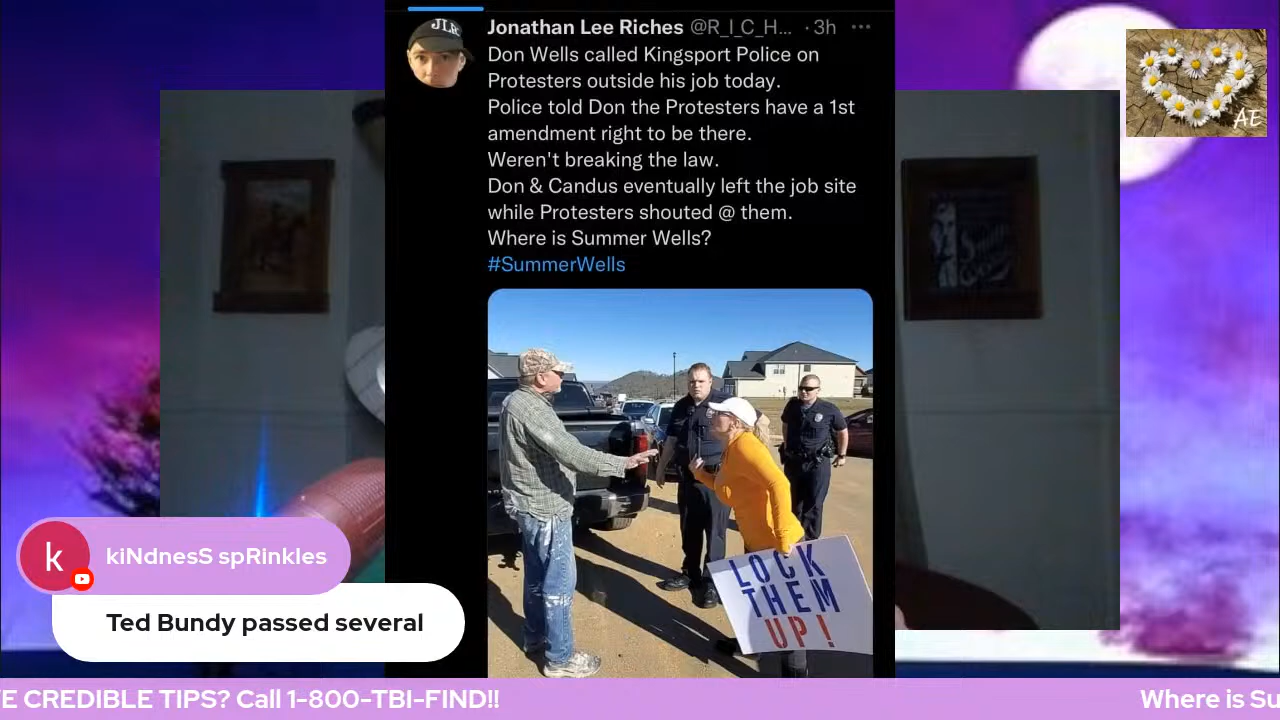 JLR
Jonathan Lee Riches @R_I_C_H... · 3h ...
Don Wells called Kingsport Police on
Protesters outside his job today.
Police told Don the Protesters have a 1st
amendment right to be there.
Weren't breaking the law.
Don & Candus eventually left the job site
while Protesters shouted @ them.
Where is Summer Wells?
#SummerWells
AE
LOCK
THEM
UP!
k
kiNdnesS spRinkles
Ted Bundy passed several
E CREDIBLE TIPS? Call 1-800-TBI-FIND!!
Where is Su